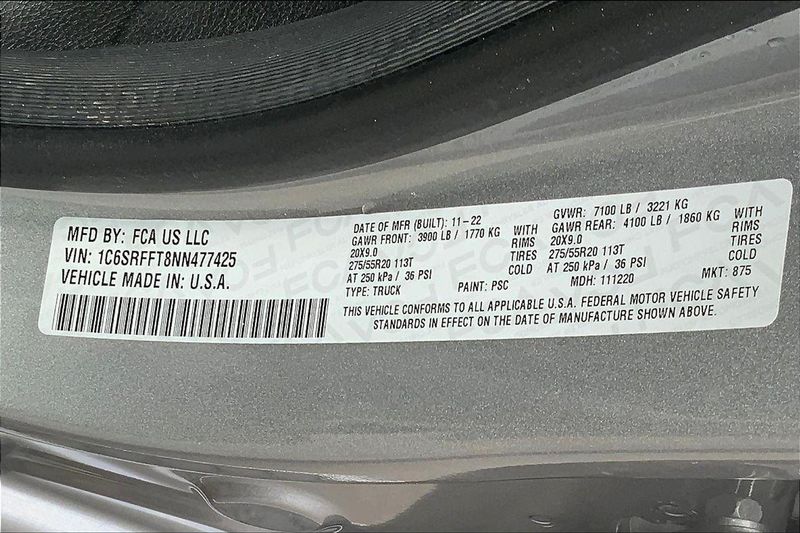 MFD BY: FCA US LLC
VIN: 1C6SRFFT8NN477425
VEHICLE MADE IN: U.S.A.
DATE OF MFR (BUILT): 11-22
GAWR FRONT: 3900 LB / 1770 KG WITH
20X9.0 RIMS
275/55R20 113T TIRES
AT 250 kPa / 36 PSI COLD
TYPE: TRUCK PAINT: PSC
GVWR: 7100 LB / 3221 KG
GAWR REAR: 4100 LB / 1860 KG WITH
20X9.0 RIMS
275/55R20 113T TIRES
AT 250 kPa / 36 PSI COLD
MDH: 111220 MKT: 875
THIS VEHICLE CONFORMS TO ALL APPLICABLE U.S.A. FEDERAL MOTOR VEHICLE SAFETY
STANDARDS IN EFFECT ON THE DATE OF MANUFACTURE SHOWN ABOVE.